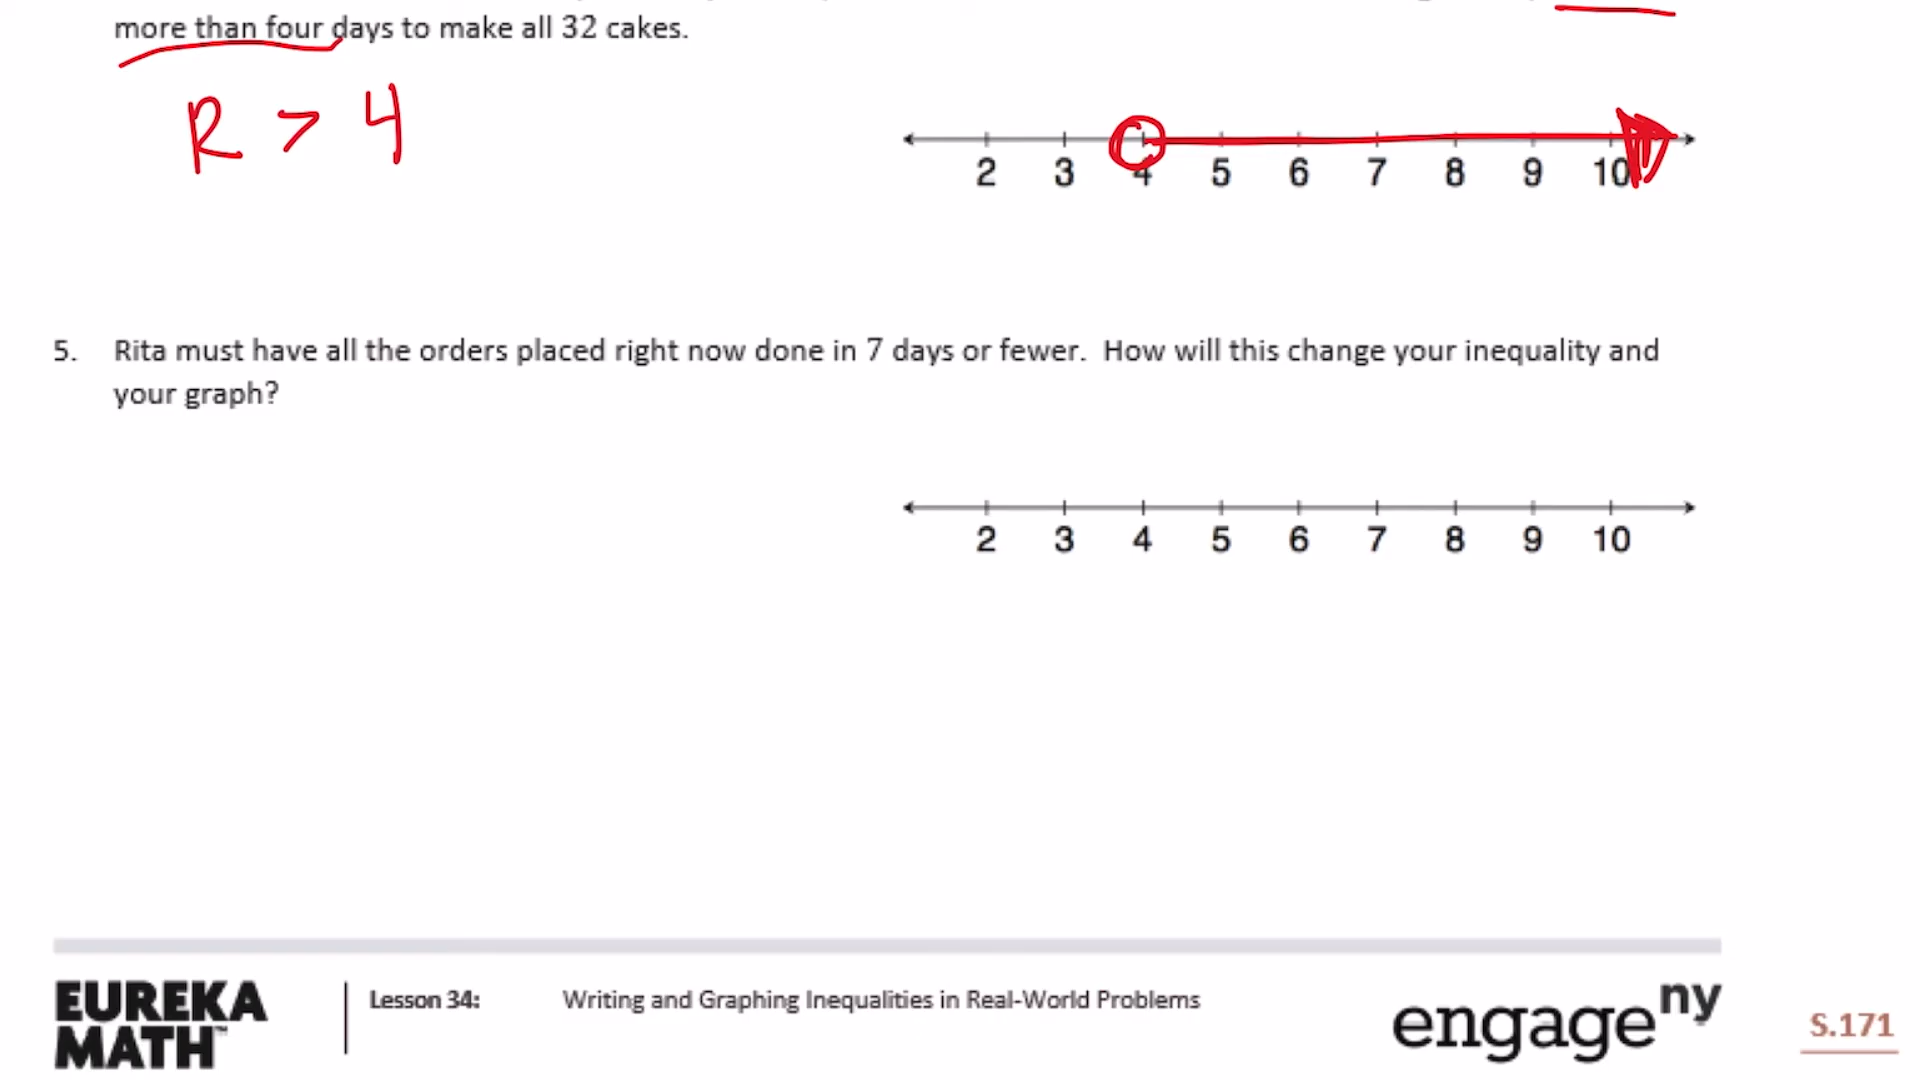 more than four days to make all 32 cakes.
R > 4
2 3 4 5 6 7 8 9 10
5. Rita must have all the orders placed right now done in 7 days or fewer. How will this change your inequality and
your graph?
2 3 4 5 6 7 8 9 10
EUREKA
MATH™
Lesson 34: Writing and Graphing Inequalities in Real-World Problems
engage ny
S.171